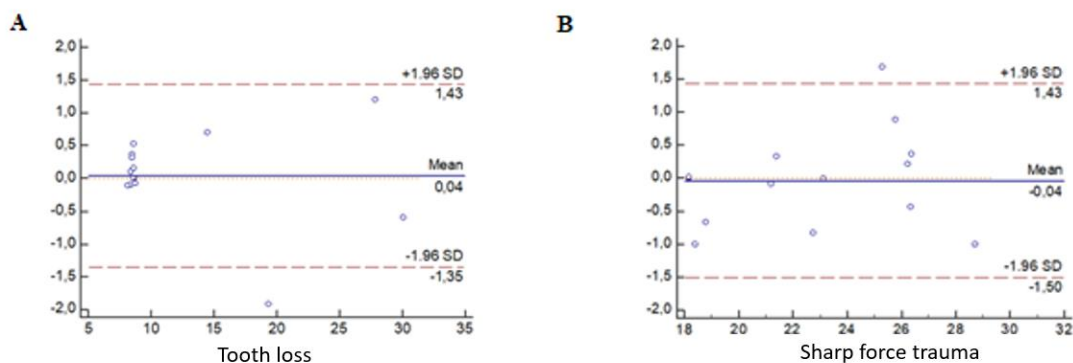 A
2,0
1,5
1,0
0,5
0,0
-0,5
-1,0
-1,5
-2,0
+1.96 SD
1,43
Mean
0,04
-1.96 SD
-1,35
5 10 15 20 25 30 35
Tooth loss
B
2,0
1,5
1,0
0,5
0,0
-0,5
-1,0
-1,5
2,0
+1.96 SD
1,43
Mean
-0,04
-1.96 SD
-1,50
18 20 22 24 26 28 30 32
Sharp force trauma